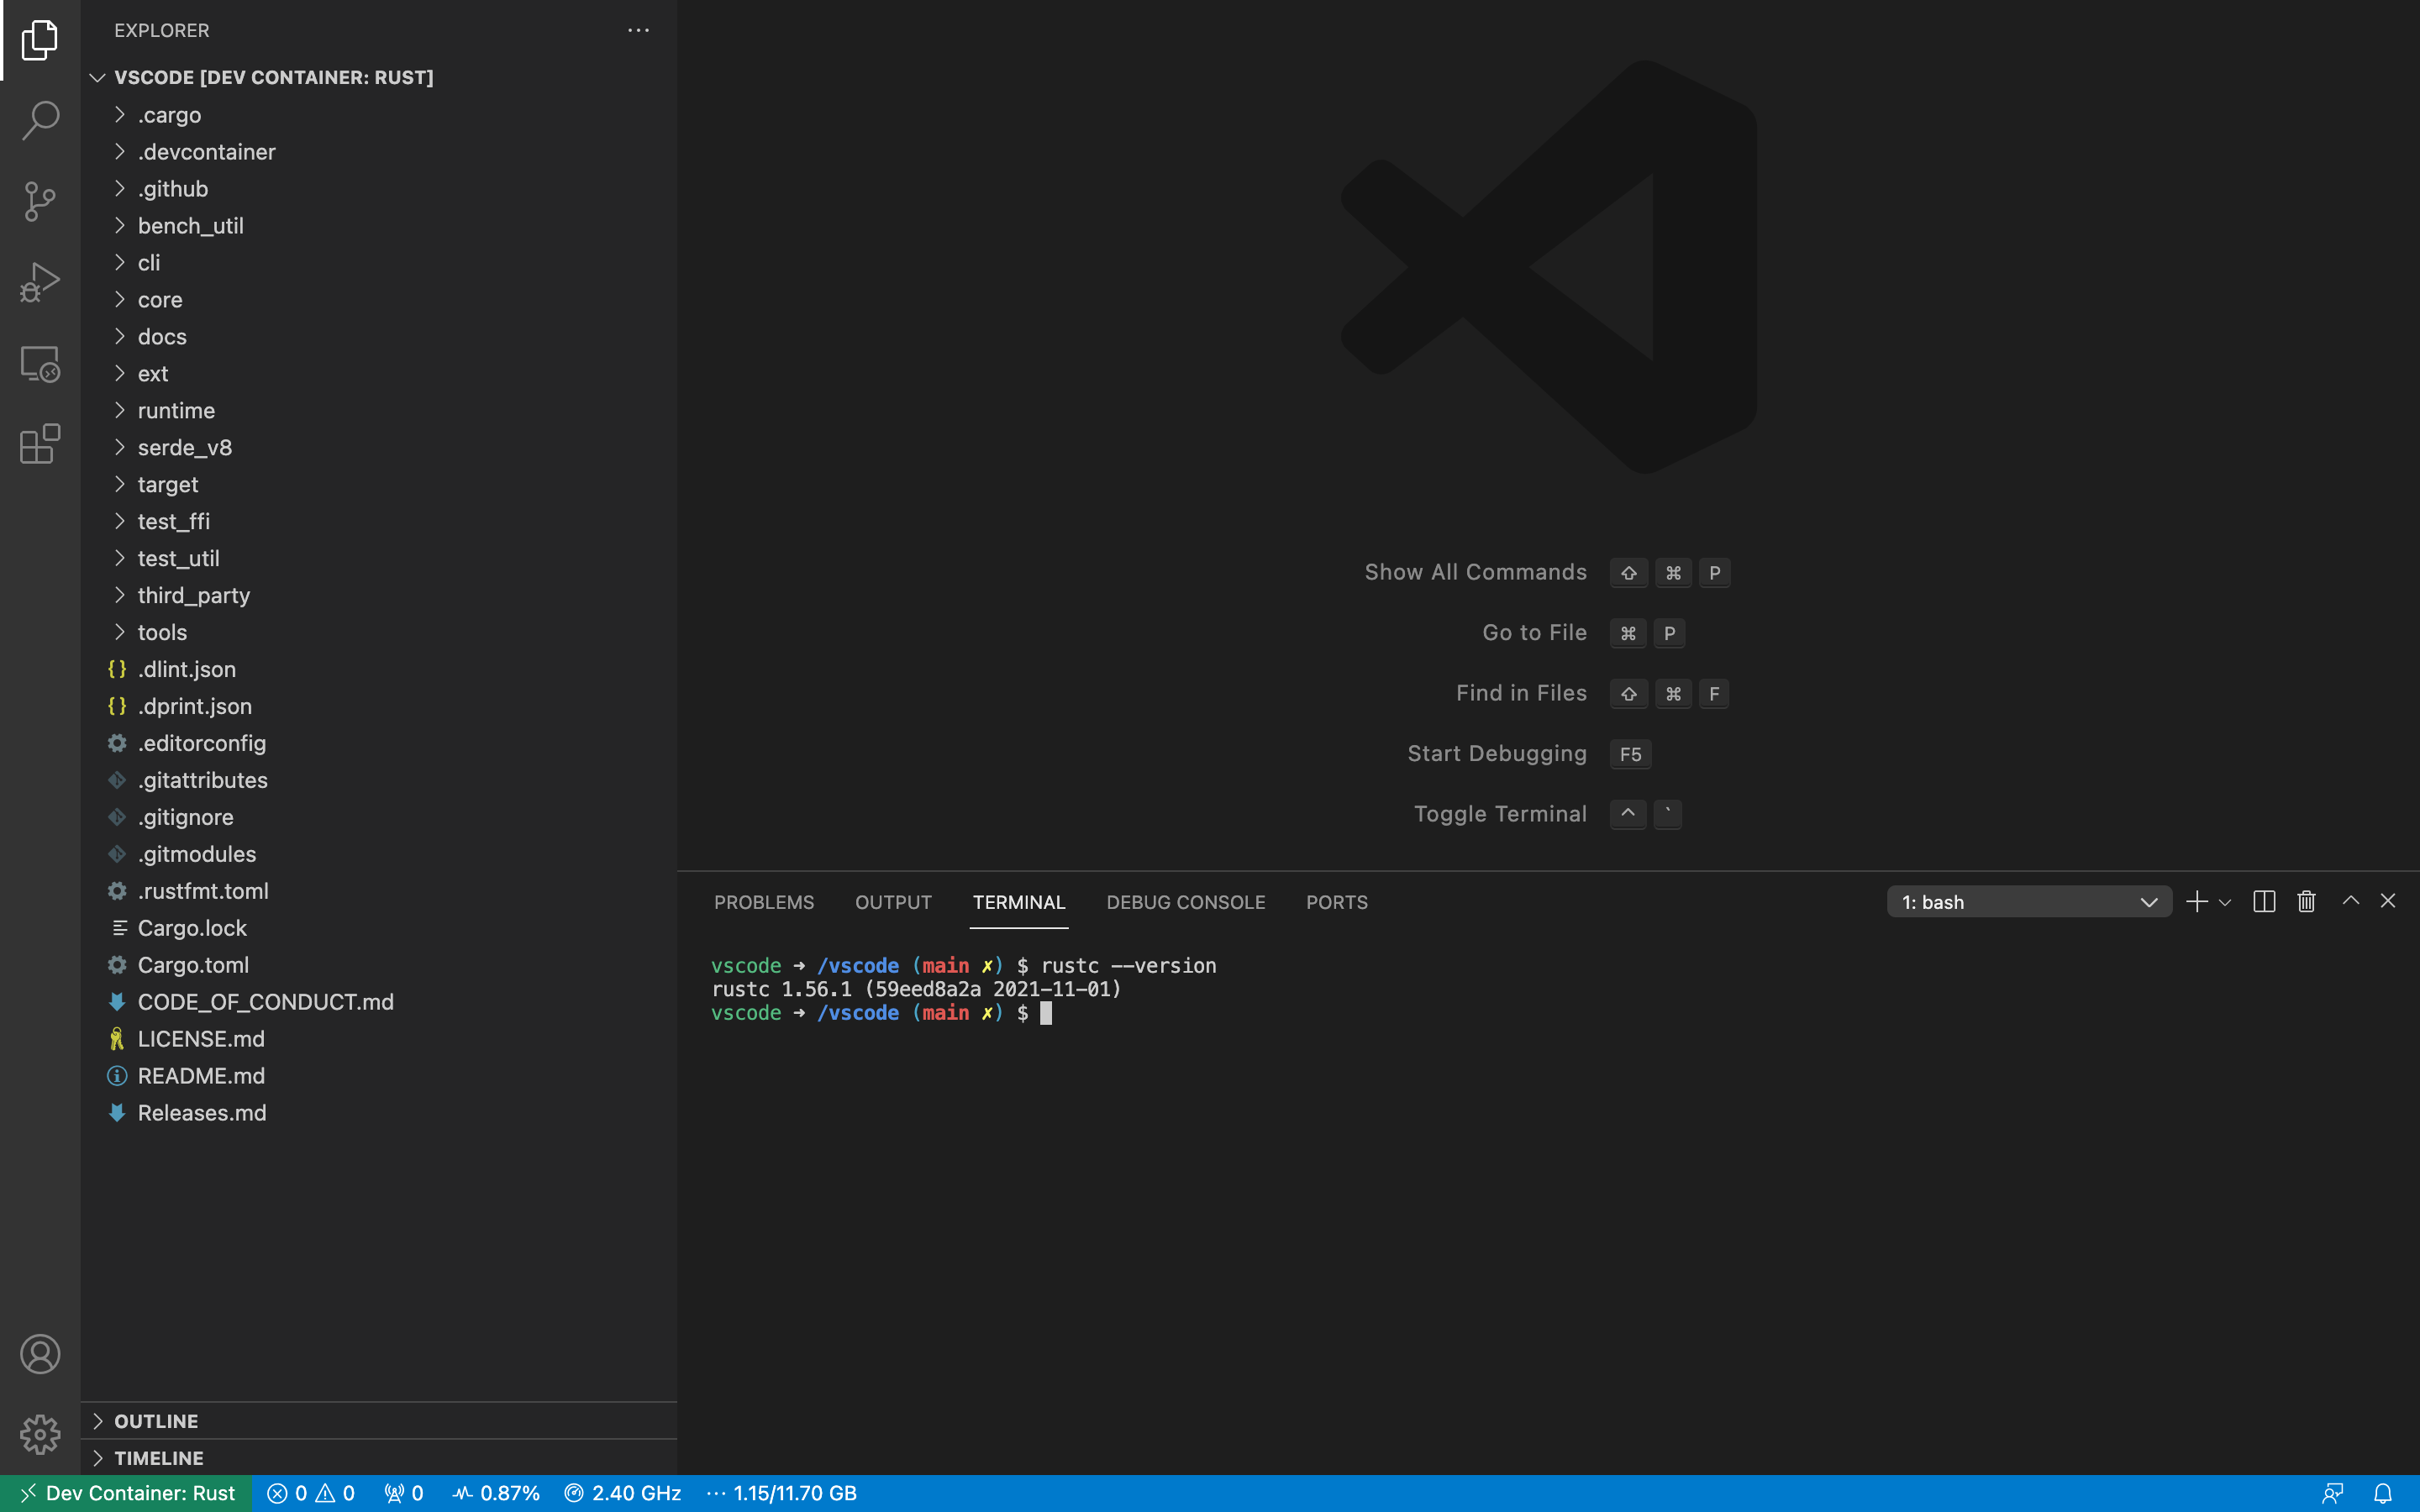 EXPLORER
VSCODE [DEV CONTAINER: RUST]
.cargo
.devcontainer
.github
bench_util
cli
core
docs
ext
runtime
serde_v8
target
test_ffi
test_util
third_party
tools
.dlint.json
.dprint.json
.editorconfig
.gitattributes
.gitignore
.gitmodules
.rustfmt.toml
Cargo.lock
Cargo.toml
CODE_OF_CONDUCT.md
LICENSE.md
README.md
Releases.md
OUTLINE
TIMELINE
Show All Commands ⇧ ⌘ P
Go to File ⌘ P
Find in Files ⇧ ⌘ F
Start Debugging F5
Toggle Terminal ^ `
PROBLEMS OUTPUT TERMINAL DEBUG CONSOLE PORTS 1: bash
vscode ➜ /vscode (main ✗) $ rustc --version
rustc 1.56.1 (59eed8a2a 2021-11-01)
vscode ➜ /vscode (main ✗) $
Dev Container: Rust 0 0 0 0.87% 2.40 GHz ··· 1.15/11.70 GB